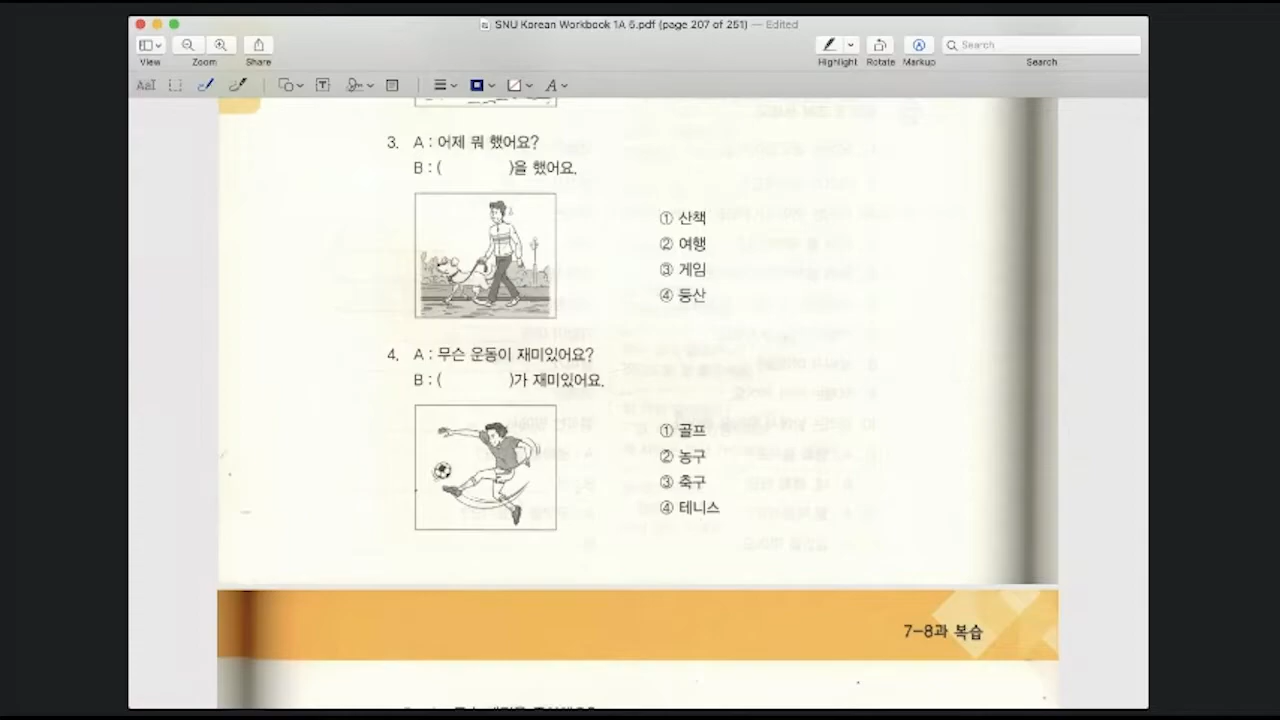 SNU Korean Workbook 1A 6.pdf (page 207 of 251) — Edited
View
Zoom
Share
Highlight
Rotate
Markup
Search
Search
AaI
T
A
3. A : 어제 뭐 했어요?
B : ( )을 했어요.
① 산책
② 여행
③ 게임
④ 등산
4. A : 무슨 운동이 재미있어요?
B : ( )가 재미있어요.
① 골프
② 농구
③ 축구
④ 테니스
7-8과 복습